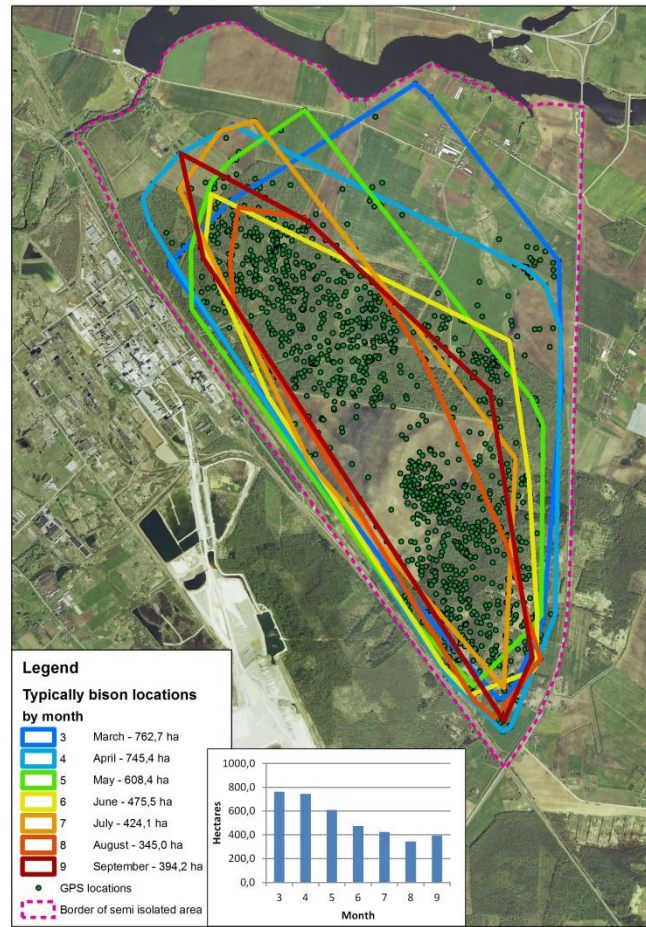 Legend
Typically bison locations
by month
3 March - 762,7 ha
4 April - 745,4 ha
5 May - 608,4 ha
6 June - 475,5 ha
7 July - 424,1 ha
8 August - 345,0 ha
9 September - 394,2 ha
GPS locations
Border of semi isolated area
1000,0
800,0
600,0
400,0
200,0
0,0
Hectares
3 4 5 6 7 8 9
Month